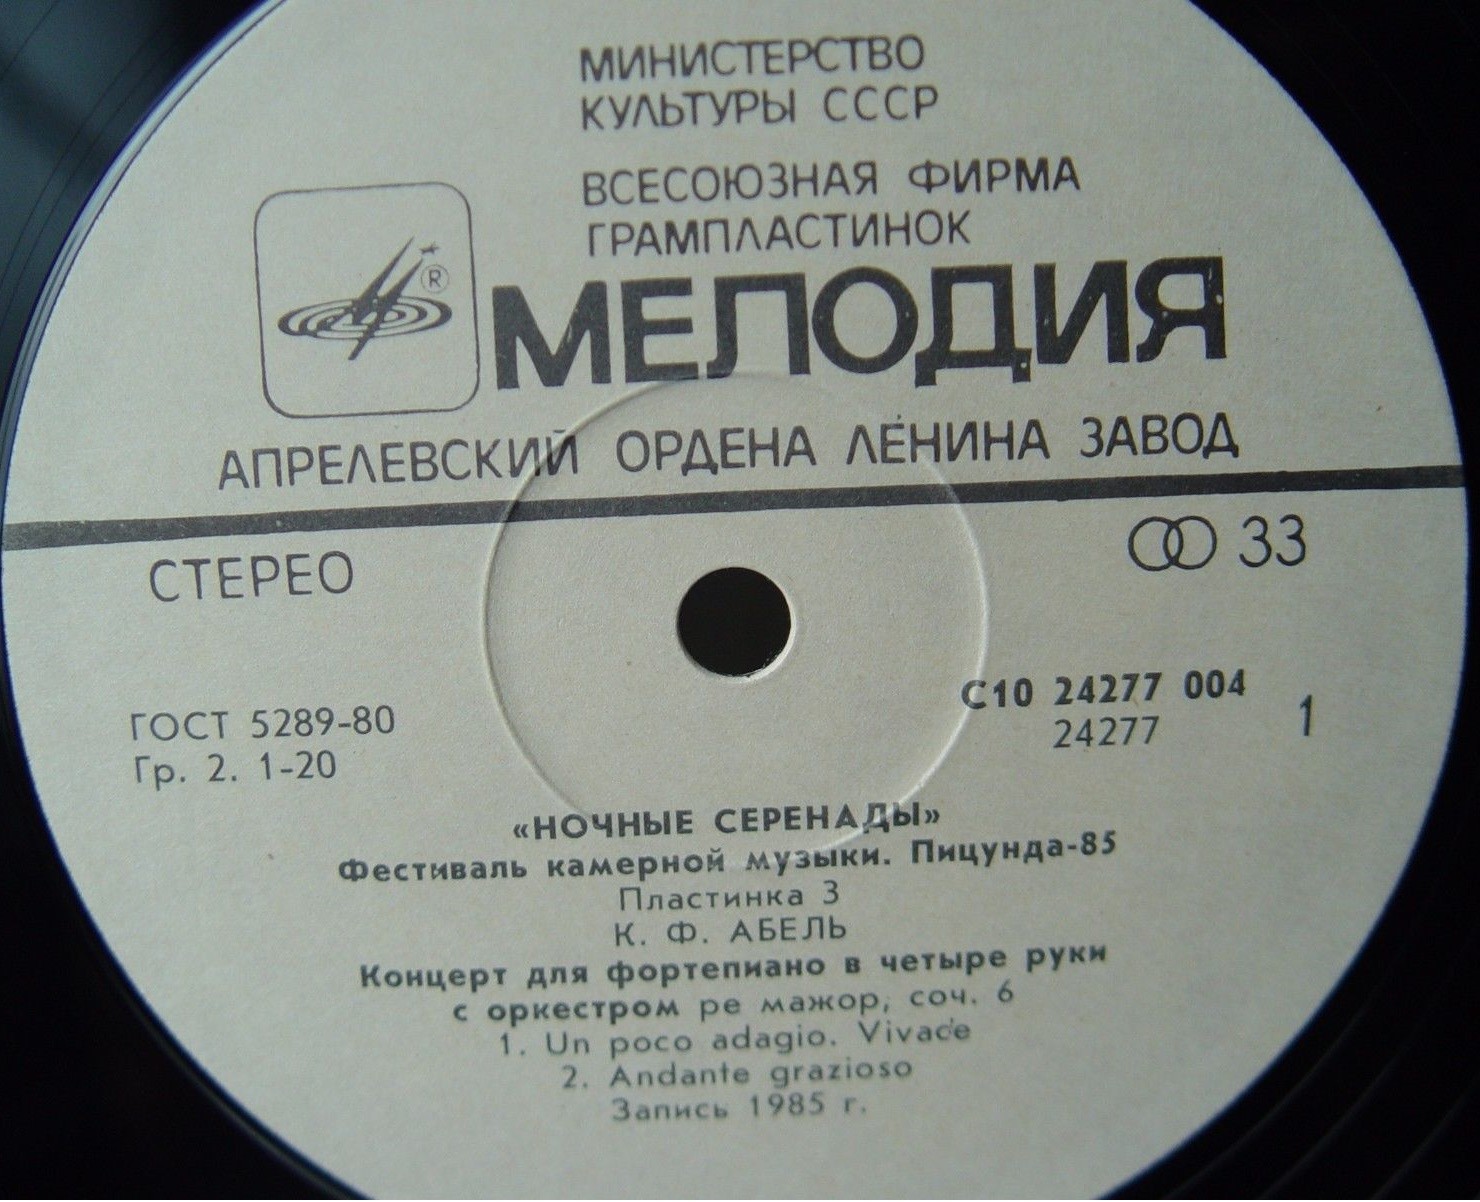 МИНИСТЕРСТВО
КУЛЬТУРЫ СССР
ВСЕСОЮЗНАЯ ФИРМА
ГРАМПЛАСТИНОК
®
МЕЛОДИЯ
АПРЕЛЕВСКИЙ ОРДЕНА ЛЕНИНА ЗАВОД
СТЕРЕО
33
ГОСТ 5289-80
Гр. 2. 1-20
С10 24277 004
24277
1
«НОЧНЫЕ СЕРЕНАДЫ»
Фестиваль камерной музыки. Пицунда-85
Пластинка 3
К. Ф. АБЕЛЬ
Концерт для фортепиано в четыре руки
с оркестром ре мажор, соч. 6
1. Un poco adagio. Vivace
2. Andante grazioso
Запись 1985 г.